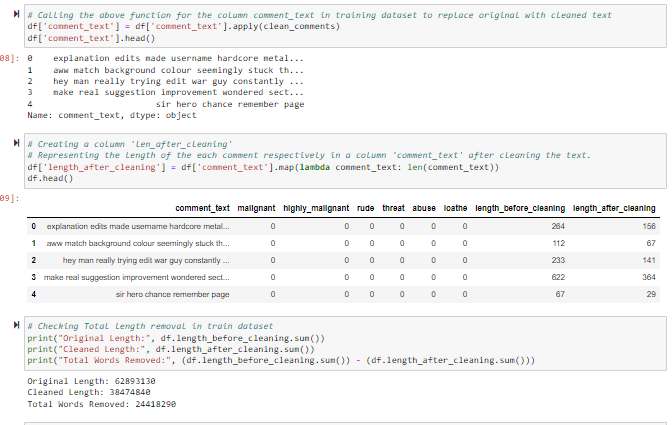 # Calling the above function for the column comment_text in training dataset to replace original with cleaned text
df['comment_text'] = df['comment_text'].apply(clean_comments)
df['comment_text'].head()
08]: 0 explanation edits made username hardcore metal...
1 aww match background colour seemingly stuck th...
2 hey man really trying edit war guy constantly ...
3 make real suggestion improvement wondered sect...
4 sir hero chance remember page
Name: comment_text, dtype: object
# Creating a column 'len_after_cleaning'
# Representing the length of the each comment respectively in a column 'comment_text' after cleaning the text.
df['length_after_cleaning'] = df['comment_text'].map(lambda comment_text: len(comment_text))
df.head()
09]:
comment_text malignant highly_malignant rude threat abuse loathe length_before_cleaning length_after_cleaning
0 explanation edits made username hardcore metal... 0 0 0 0 0 0 264 156
1 aww match background colour seemingly stuck th... 0 0 0 0 0 0 112 67
2 hey man really trying edit war guy constantly ... 0 0 0 0 0 0 233 141
3 make real suggestion improvement wondered sect... 0 0 0 0 0 0 622 364
4 sir hero chance remember page 0 0 0 0 0 0 67 29
# Checking Total Length removal in train dataset
print("Original Length:", df.length_before_cleaning.sum())
print("Cleaned Length:", df.length_after_cleaning.sum())
print("Total Words Removed:", (df.length_before_cleaning.sum()) - (df.length_after_cleaning.sum()))
Original Length: 62893130
Cleaned Length: 38474840
Total Words Removed: 24418290